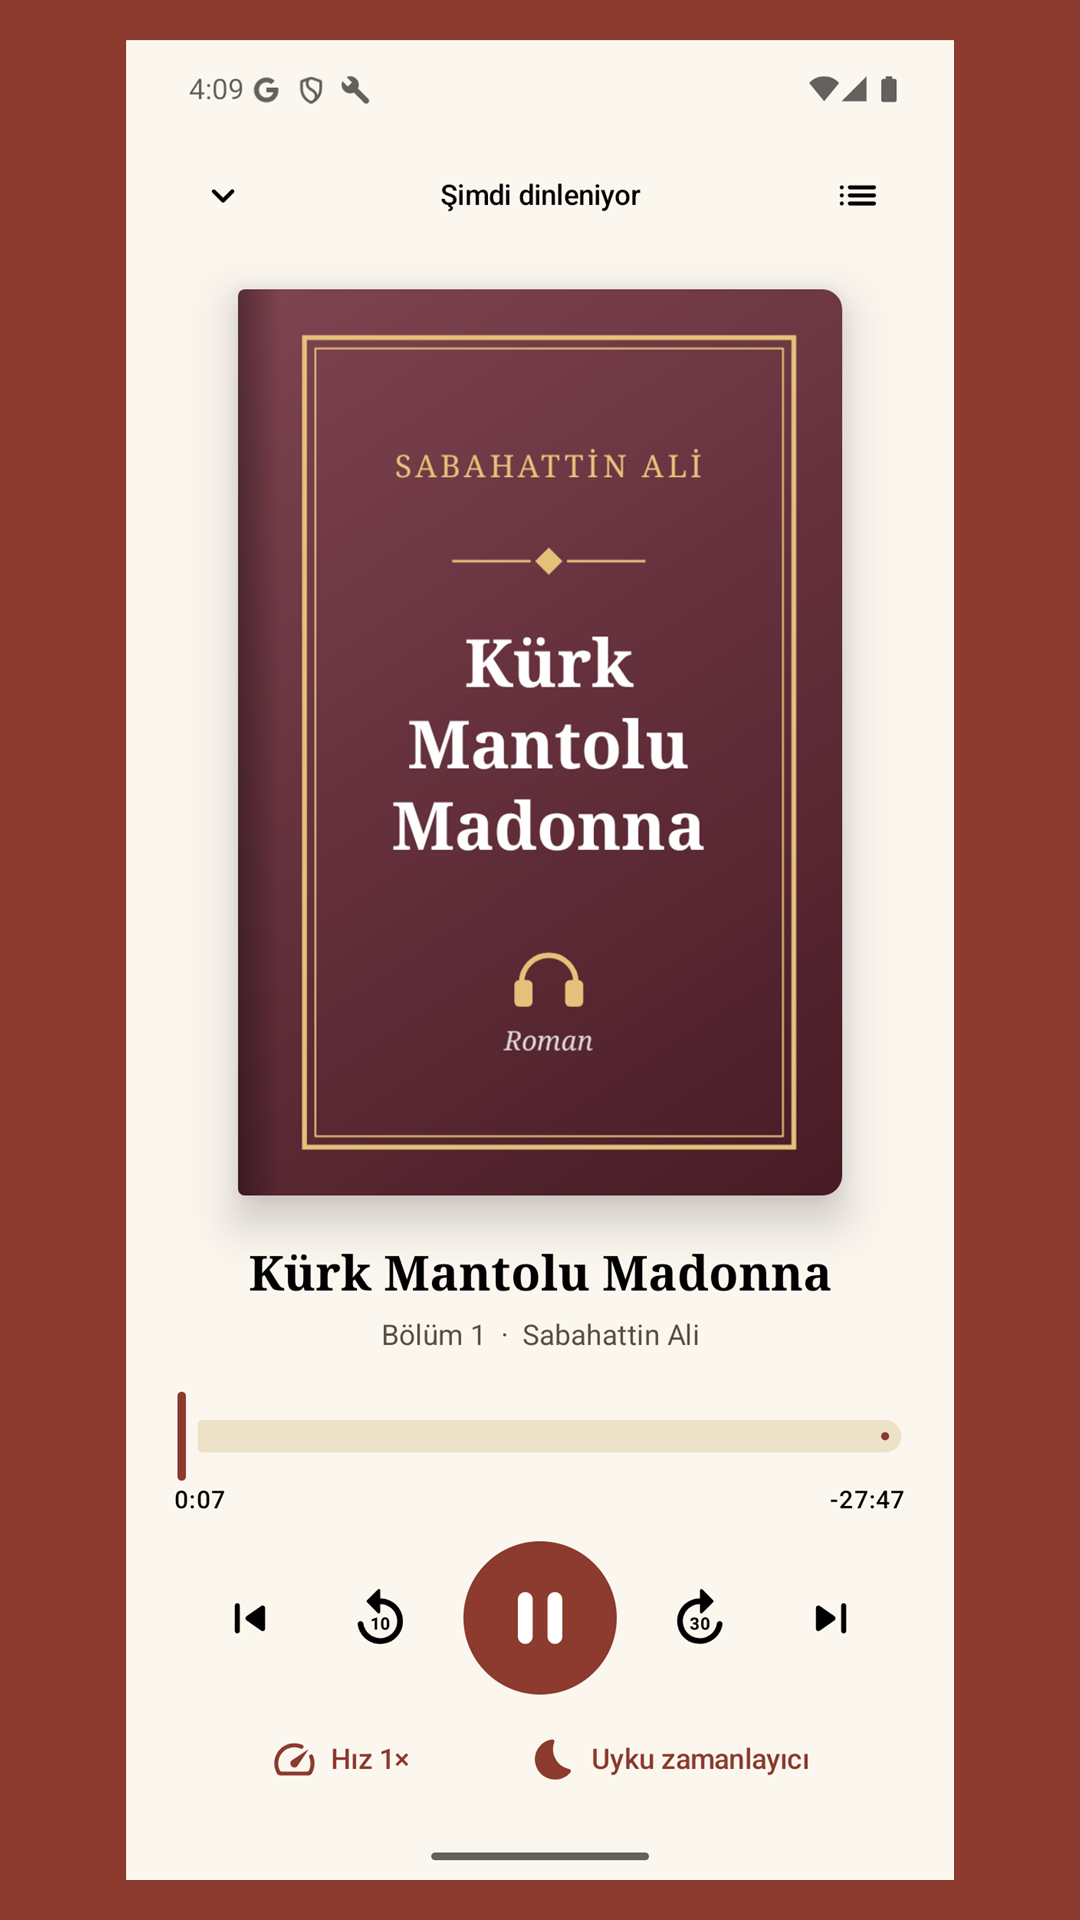 4:09
Şimdi dinleniyor
SABAHATTİN ALİ
Kürk
Mantolu
Madonna
Roman
Kürk Mantolu Madonna
Bölüm 1 · Sabahattin Ali
0:07 -27:47
10 30
Hız 1× Uyku zamanlayıcı